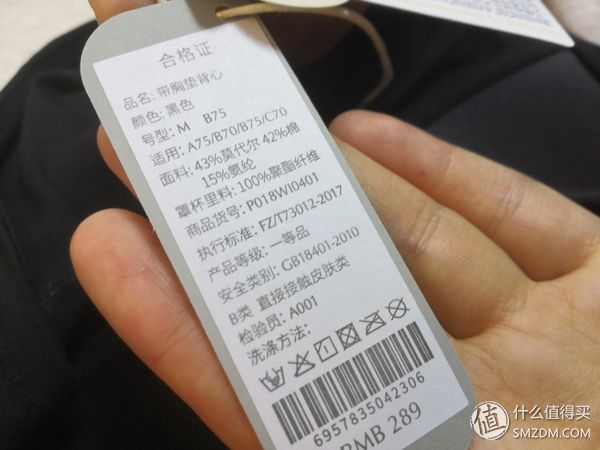 合格证
品名: 带胸垫背心
颜色: 黑色
号型: M B75
适用: A75/B70/B75/C70
面料: 43%莫代尔 42%棉
15%氨纶
罩杯里料: 100%聚酯纤维
商品货号: P018WI0401
执行标准: FZ/T73012-2017
产品等级: 一等品
安全类别: GB18401-2010
B类 直接接触皮肤类
检验员: A001
洗涤方法:
6957835042306
RMB 289
值 什么值得买
SMZDM.COM